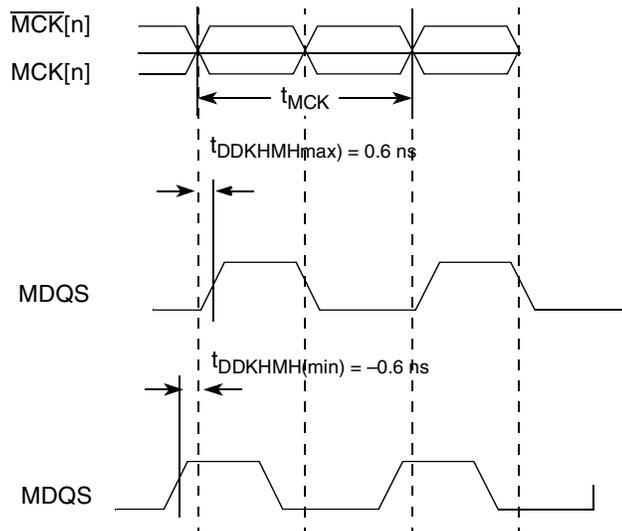 MCK[n]
MCK[n]
tMCK
tDDKHMHmax) = 0.6 ns
MDQS
tDDKHMH(min) = –0.6 ns
MDQS